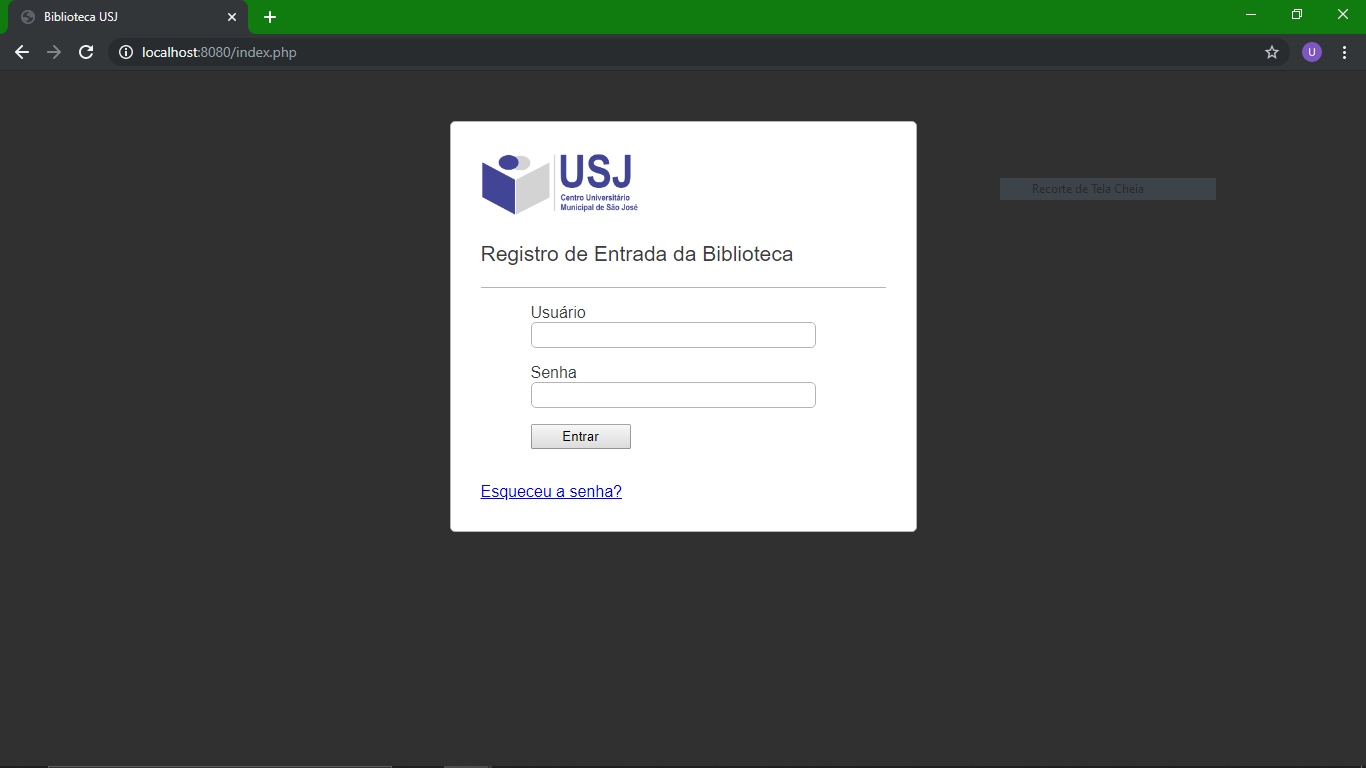 Biblioteca USJ
localhost:8080/index.php
U
USJ
Centro Universitário
Municipal de São José
Recorte de Tela Cheia
Registro de Entrada da Biblioteca
Usuário
Senha
Entrar
Esqueceu a senha?